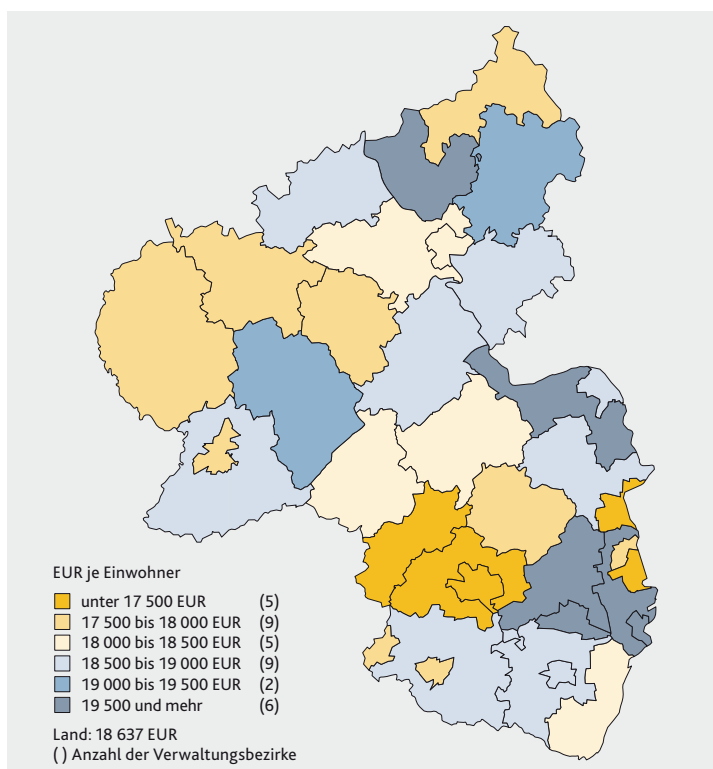 EUR je Einwohner
unter 17 500 EUR (5)
17 500 bis 18 000 EUR (9)
18 000 bis 18 500 EUR (5)
18 500 bis 19 000 EUR (9)
19 000 bis 19 500 EUR (2)
19 500 und mehr (6)
Land: 18 637 EUR
( ) Anzahl der Verwaltungsbezirke